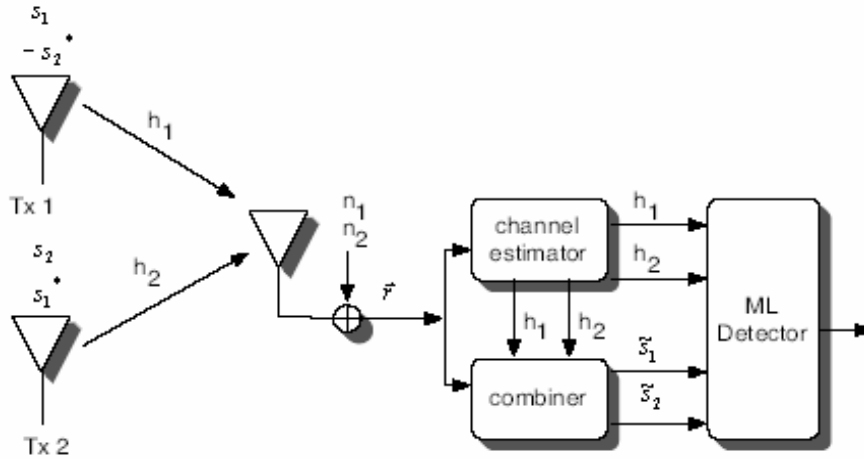 s₁
− s₂*
h₁
Tx 1
s₂
s₁*
h₂
Tx 2
n₁
n₂
r⃗
channel
estimator
h₁
h₂
h₁
h₂
combiner
s̃₁
s̃₂
ML
Detector